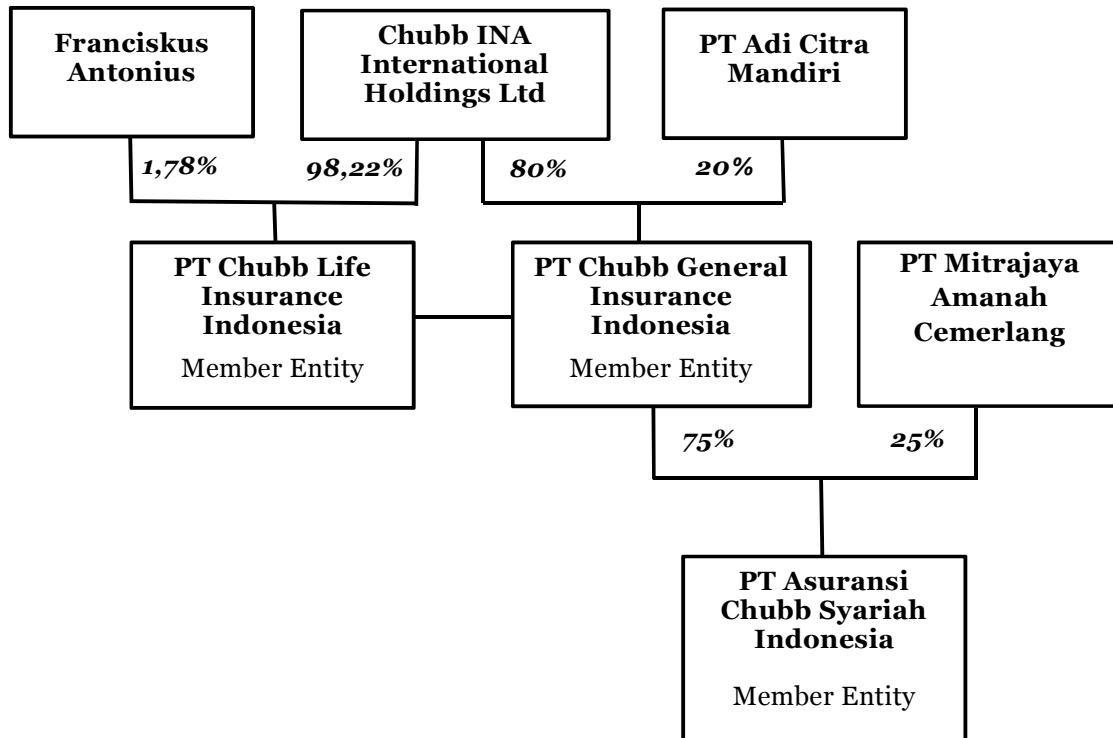 Franciskus
Antonius
Chubb INA
International
Holdings Ltd
PT Adi Citra
Mandiri
1,78%
98,22%
80%
20%
PT Chubb Life
Insurance
Indonesia
Member Entity
PT Chubb General
Insurance
Indonesia
Member Entity
PT Mitrajaya
Amanah
Cemerlang
75%
25%
PT Asuransi
Chubb Syariah
Indonesia
Member Entity